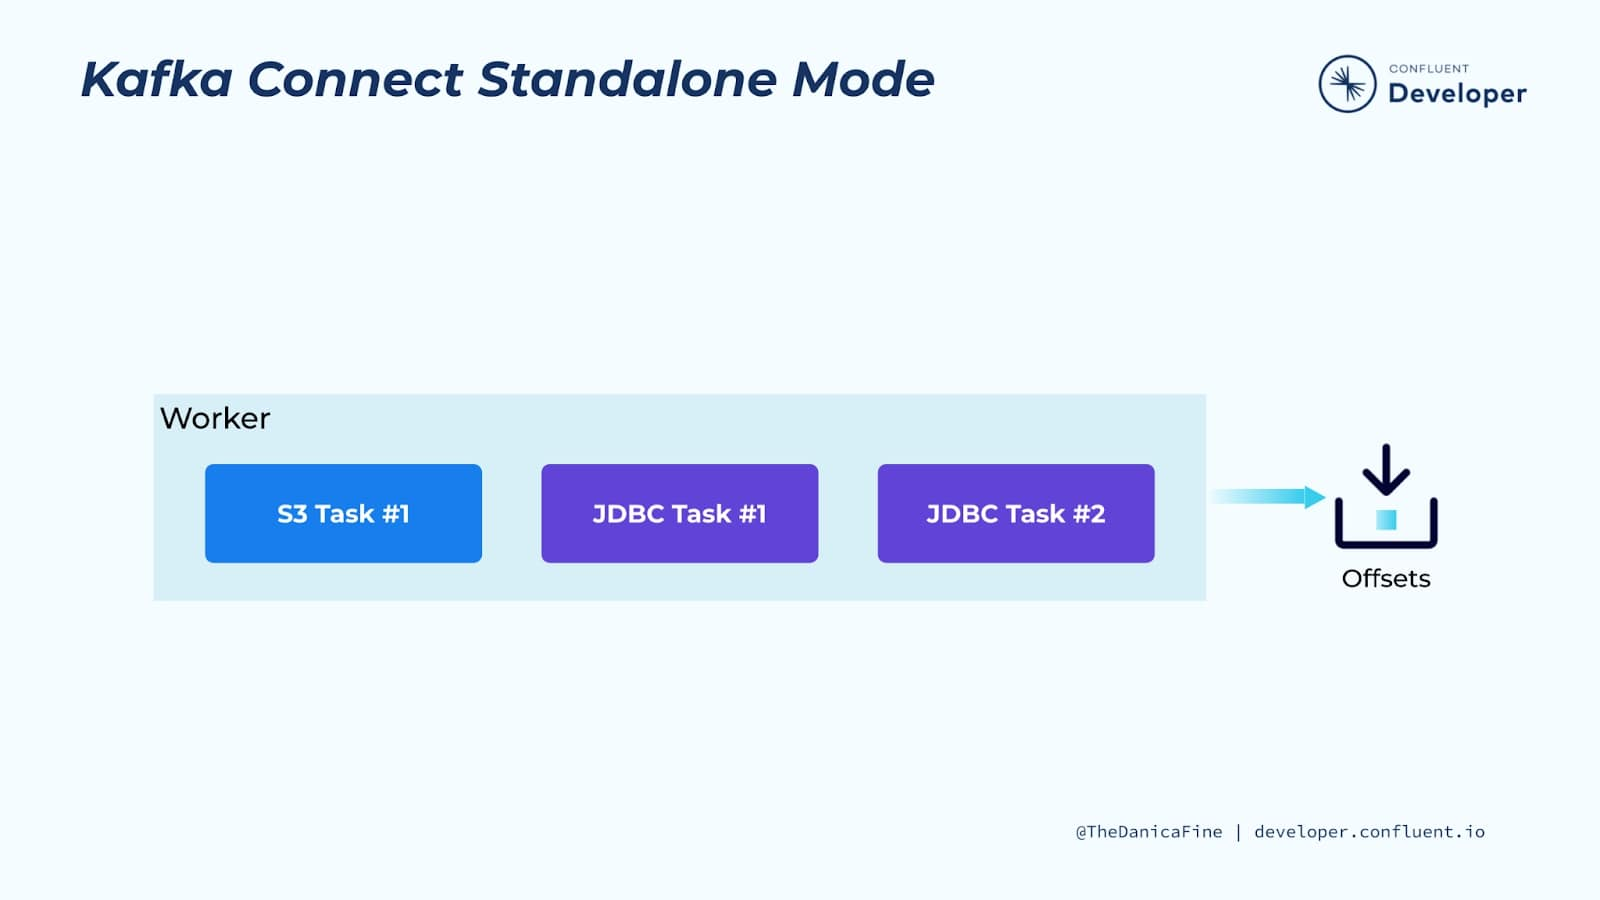 Kafka Connect Standalone Mode
CONFLUENT
Developer
Worker
S3 Task #1
JDBC Task #1
JDBC Task #2
Offsets
@TheDanicaFine | developer.confluent.io